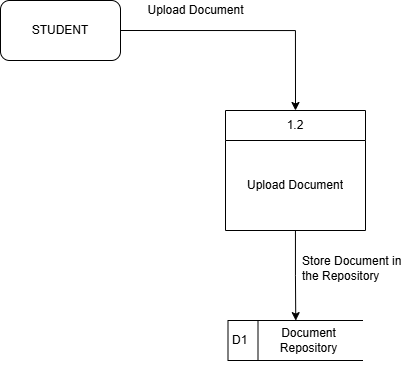 Upload Document
STUDENT
1.2
Upload Document
Store Document in
the Repository
D1
Document
Repository